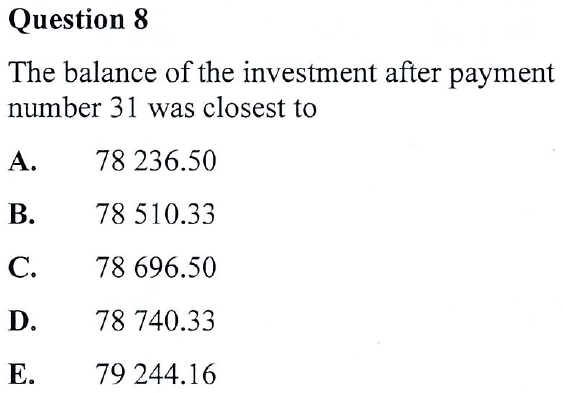 Question 8
The balance of the investment after payment
number 31 was closest to
A. 78 236.50
B. 78 510.33
C. 78 696.50
D. 78 740.33
E. 79 244.16